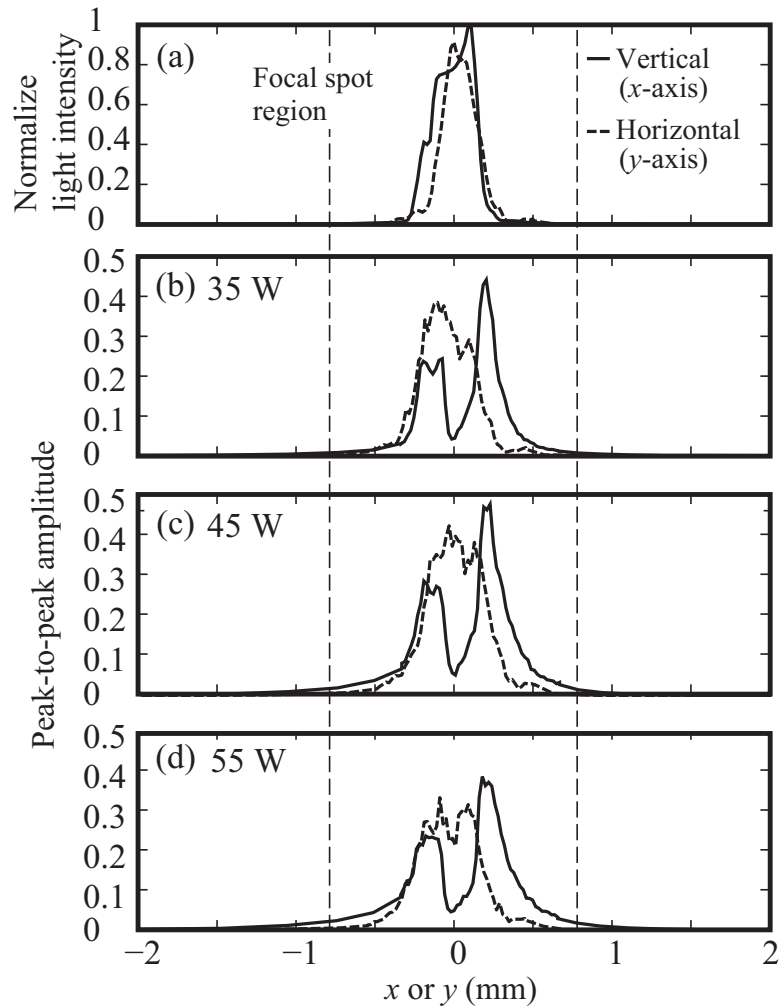 Normalize
light intensity
1
0.8
0.6
0.4
0.2
0
(a)
Focal spot
region
Vertical
(x-axis)
Horizontal
(y-axis)
Peak-to-peak amplitude
0.5
0.4
0.3
0.2
0.1
0
(b) 35 W
0.5
0.4
0.3
0.2
0.1
0
(c) 45 W
0.5
0.4
0.3
0.2
0.1
0
(d) 55 W
−2 −1 0 1 2
x or y (mm)